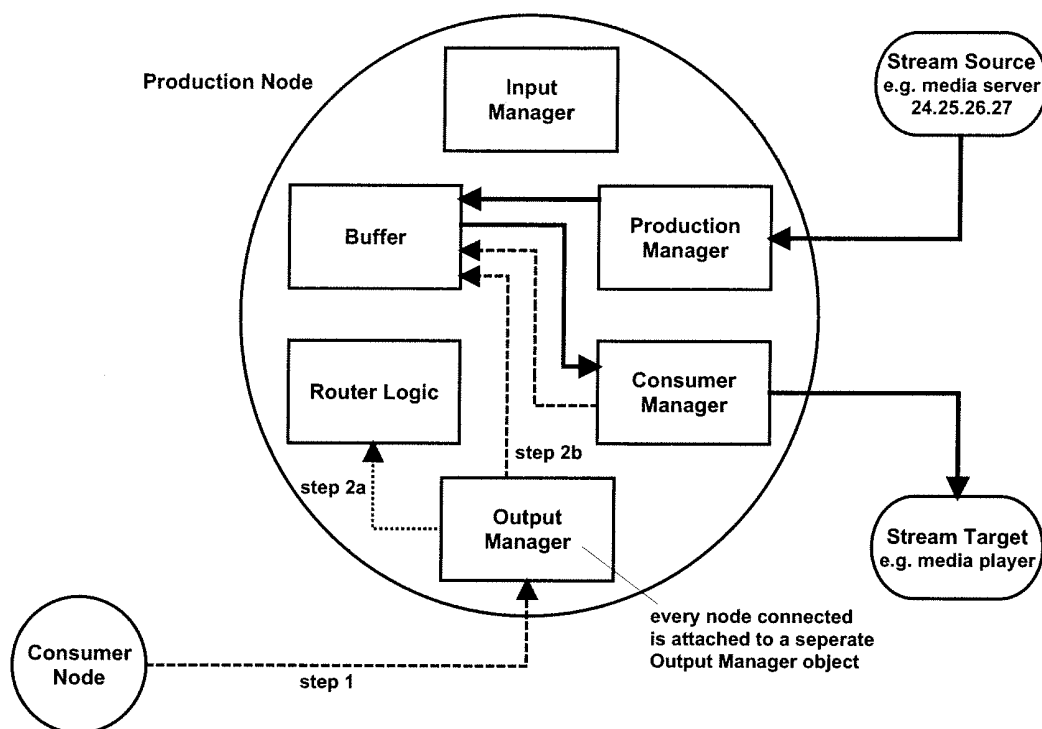 Production Node
Input
Manager
Stream Source
e.g. media server
24.25.26.27
Buffer
Production
Manager
Router Logic
Consumer
Manager
step 2b
step 2a
Output
Manager
Stream Target
e.g. media player
every node connected
is attached to a seperate
Output Manager object
Consumer
Node
step 1